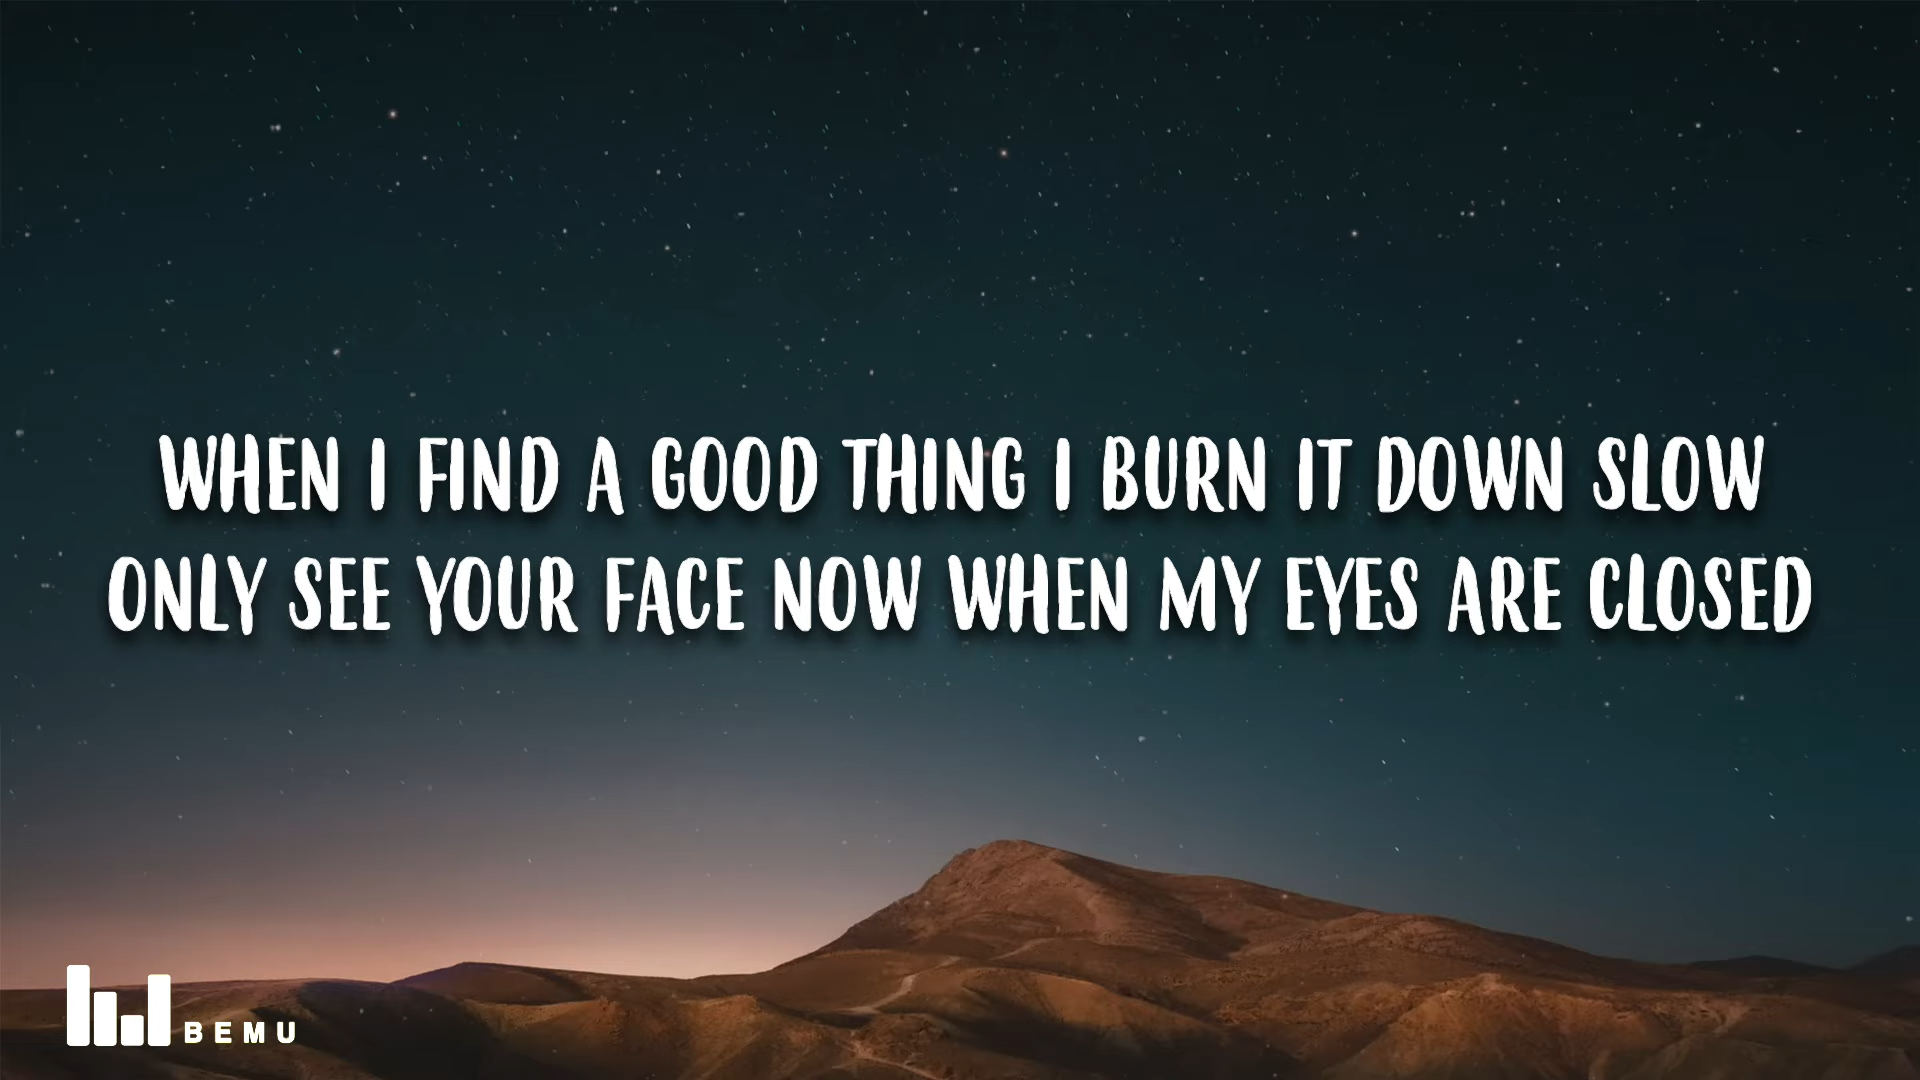 WHEN I FIND A GOOD THING I BURN IT DOWN SLOW
ONLY SEE YOUR FACE NOW WHEN MY EYES ARE CLOSED
BEMU